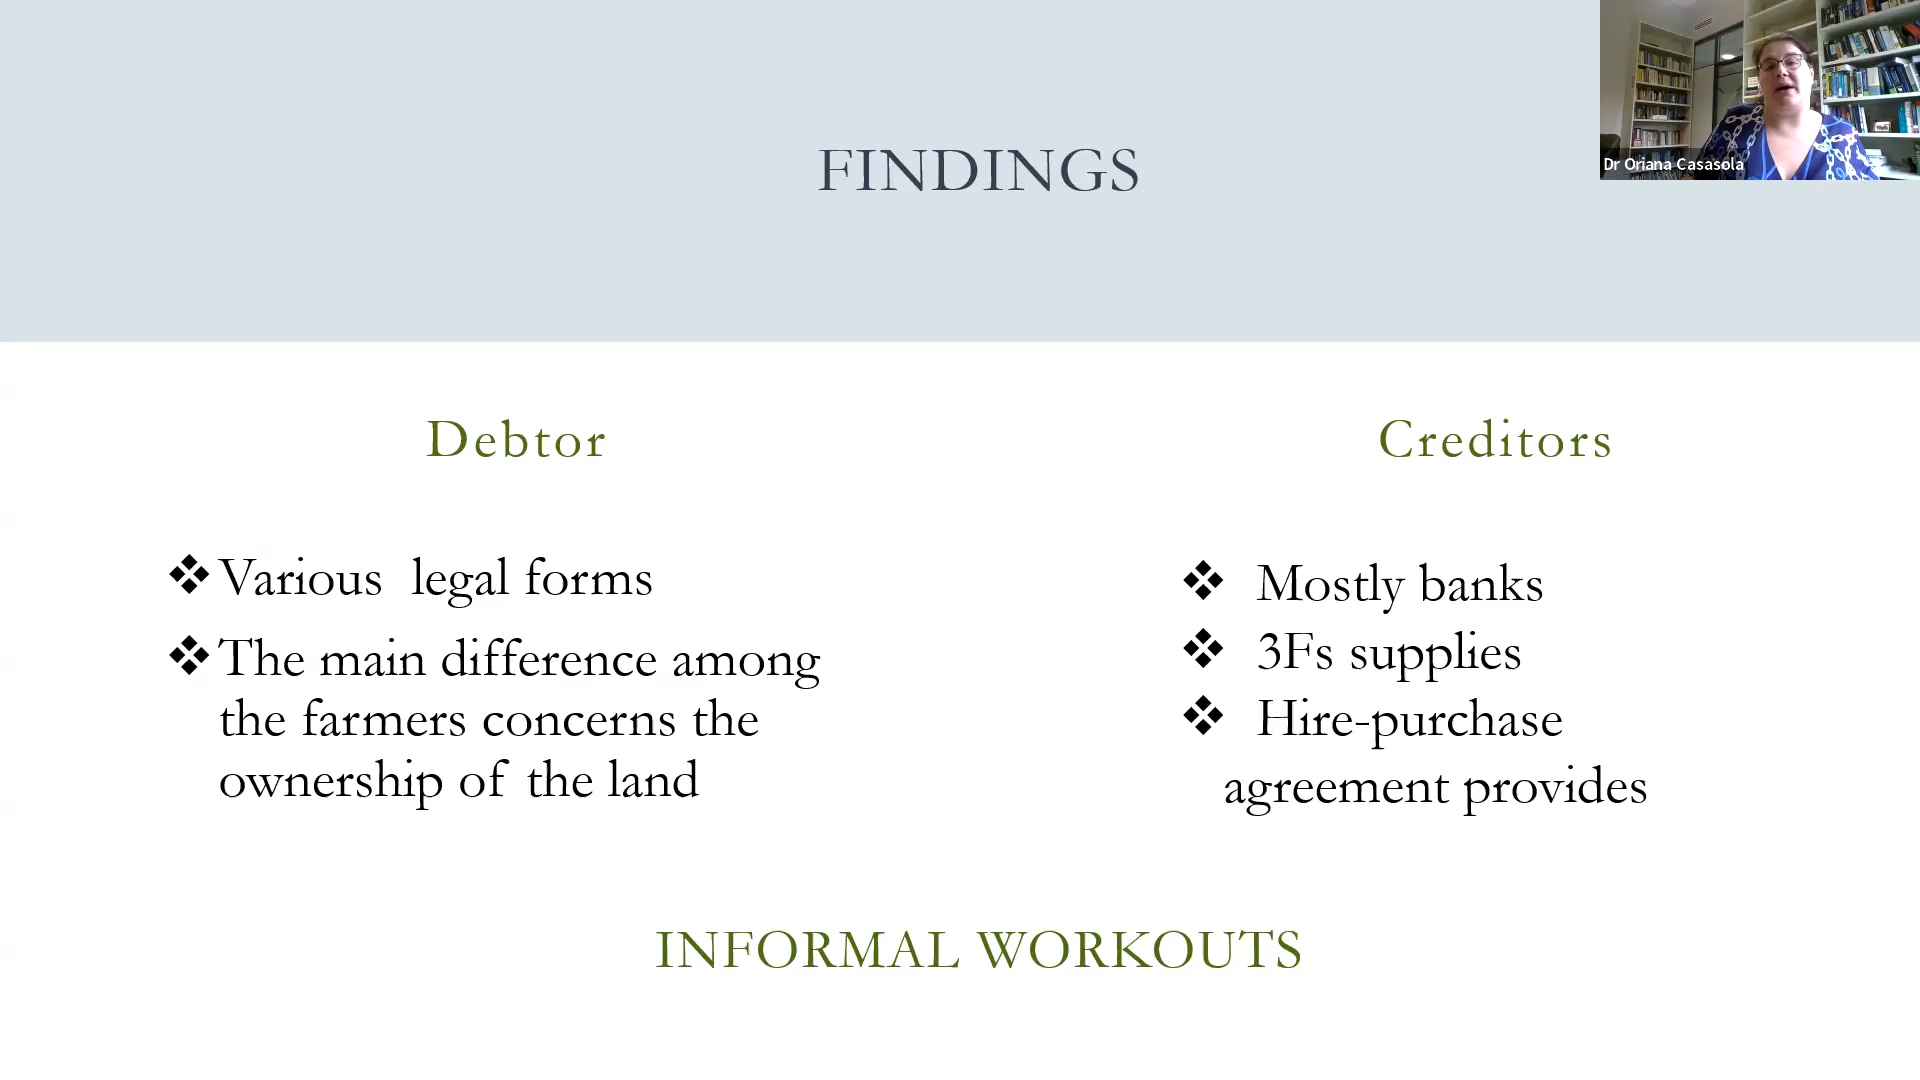 FINDINGS
Dr Oriana Casasola
Debtor
❖Various legal forms
❖The main difference among
the farmers concerns the
ownership of the land
Creditors
❖ Mostly banks
❖ 3Fs supplies
❖ Hire-purchase
agreement provides
INFORMAL WORKOUTS